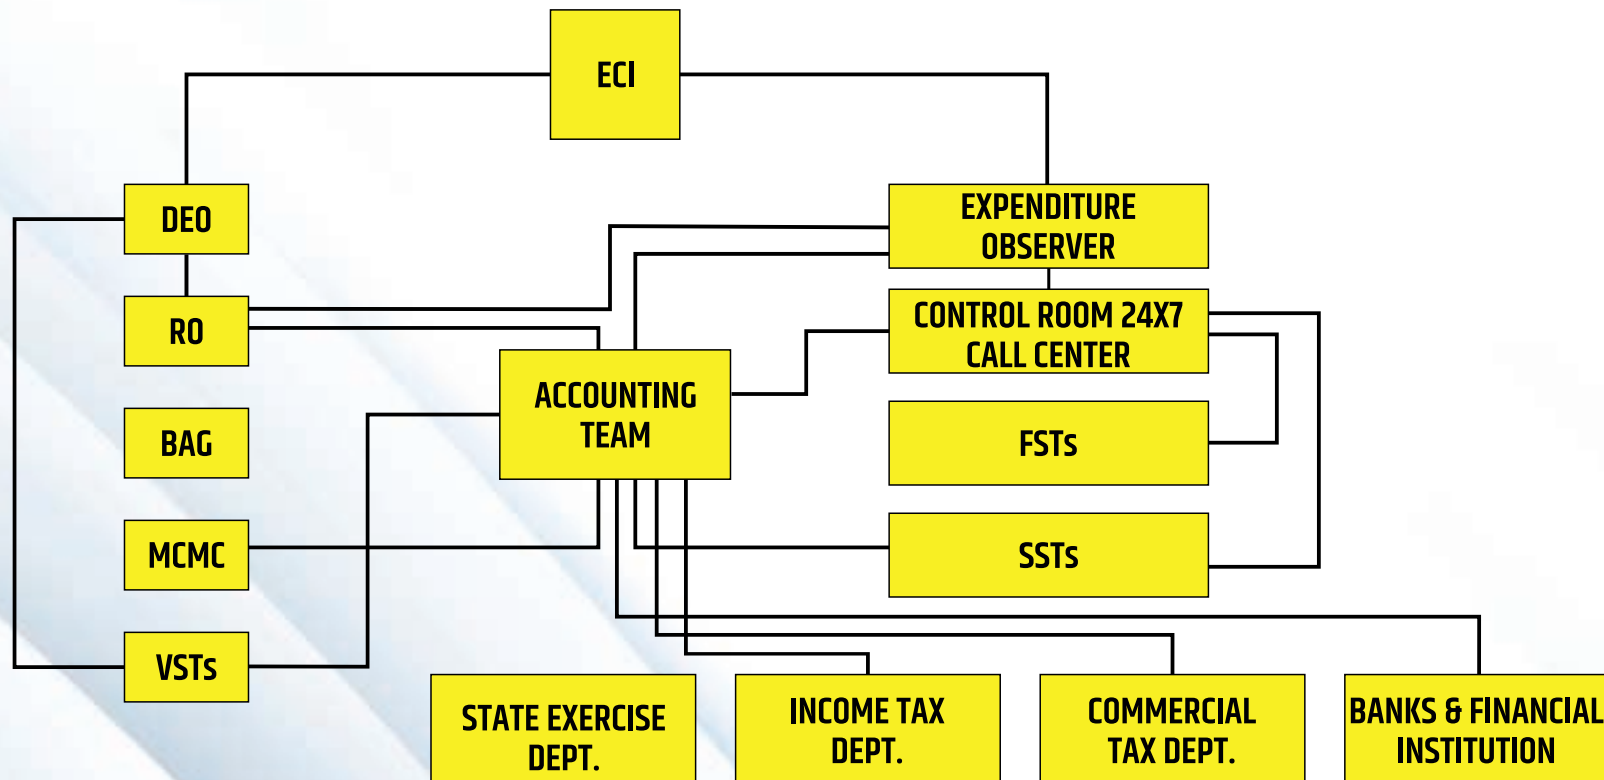 ECI
DEO
EXPENDITURE
OBSERVER
RO
CONTROL ROOM 24X7
CALL CENTER
ACCOUNTING
TEAM
BAG
FSTs
MCMC
SSTs
VSTs
STATE EXERCISE
DEPT.
INCOME TAX
DEPT.
COMMERCIAL
TAX DEPT.
BANKS & FINANCIAL
INSTITUTION